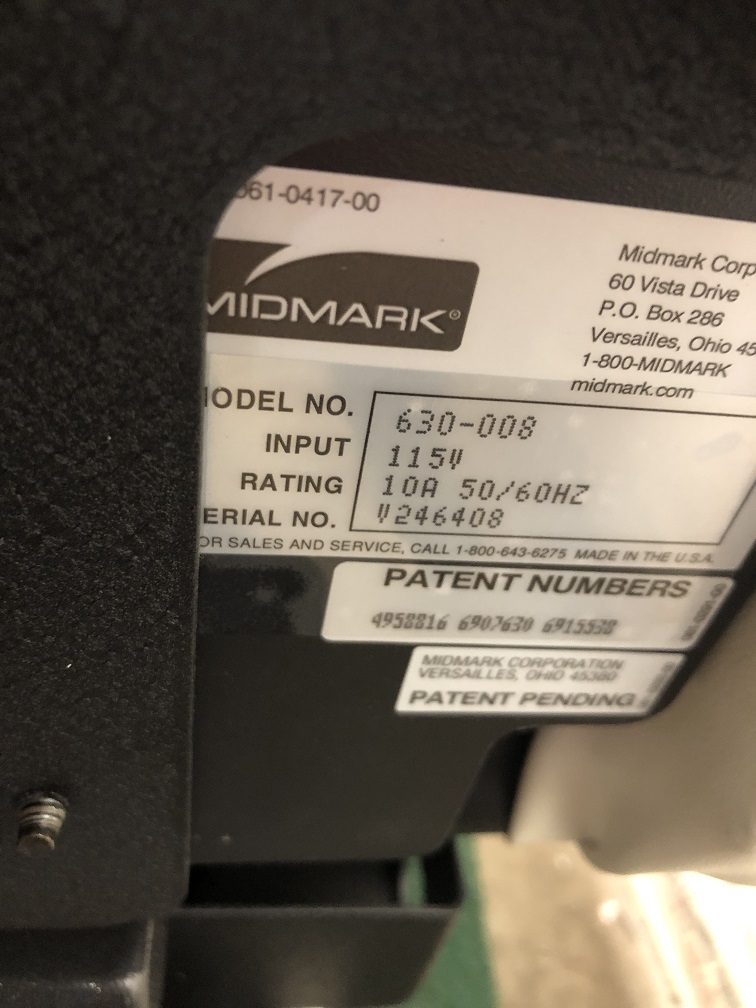 061-0417-00
MIDMARK®
Midmark Corp
60 Vista Drive
P.O. Box 286
Versailles, Ohio 45
1-800-MIDMARK
midmark.com
ODEL NO. 630-008
INPUT 115V
RATING 10A 50/60HZ
ERIAL NO. V246408
OR SALES AND SERVICE, CALL 1-800-643-6275 MADE IN THE U.S.A.
PATENT NUMBERS
4958816 6907630 6915538
MIDMARK CORPORATION
VERSAILLES, OHIO 45380
PATENT PENDING